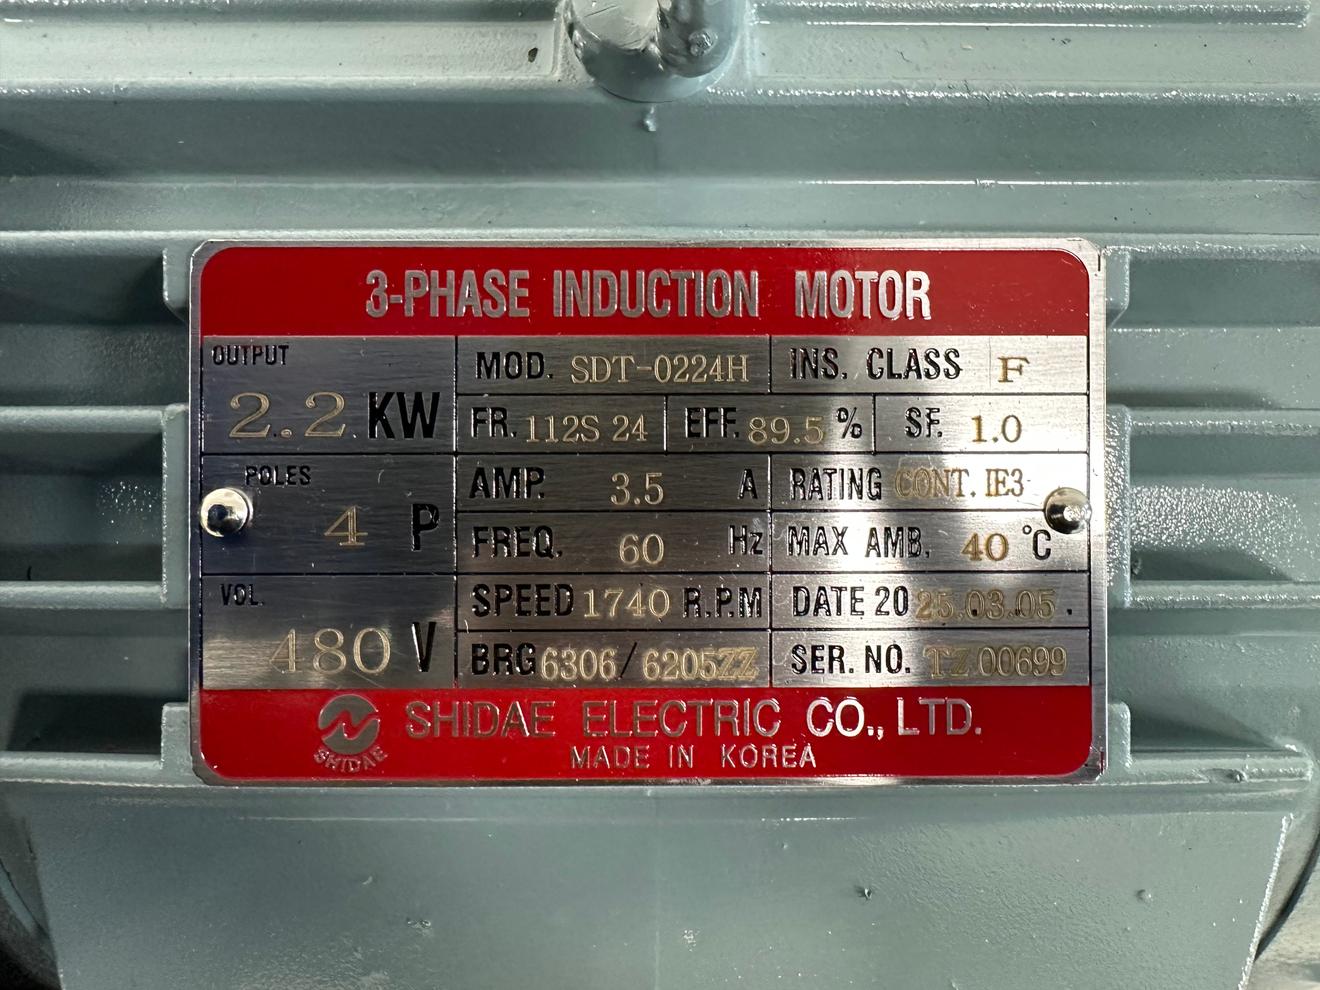 3-PHASE INDUCTION MOTOR
OUTPUT
2.2 KW
MOD. SDT-0224H
INS. CLASS F
FR. 112S 24
EFF. 89.5 %
SF. 1.0
POLES
4 P
AMP. 3.5 A
RATING CONT. IE3
FREQ. 60 Hz
MAX AMB. 40 °C
VOL.
480 V
SPEED 1740 R.P.M
DATE 20 25.03.05 .
BRG 6306/6205ZZ
SER. NO. TZ 00699
SHIDAE
SHIDAE ELECTRIC CO., LTD.
MADE IN KOREA